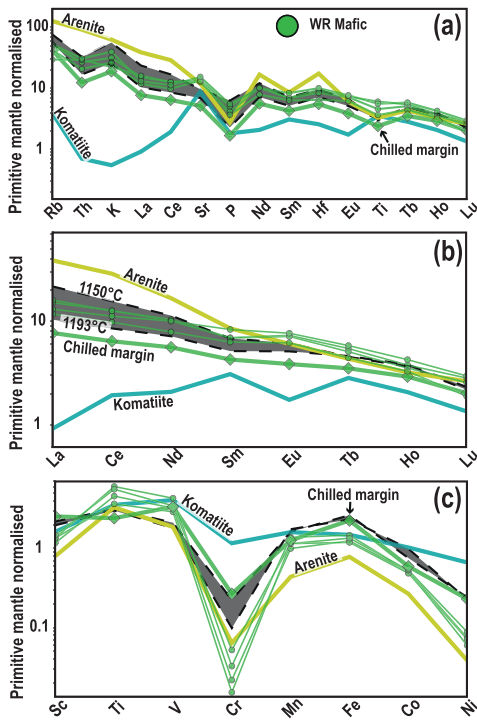 (a)
WR Mafic
Arenite
Komatiite
Chilled margin
Primitive mantle normalised
100
10
1
Rb Th K La Ce Sr P Nd Sm Hf Eu Ti Tb Ho Lu
(b)
Arenite
1150°C
1193°C
Chilled margin
Komatiite
Primitive mantle normalised
10
1
La Ce Nd Sm Eu Tb Ho Lu
(c)
Chilled margin
Komatiite
Arenite
Primitive mantle normalised
1
0.1
Sc Ti V Cr Mn Fe Co Ni